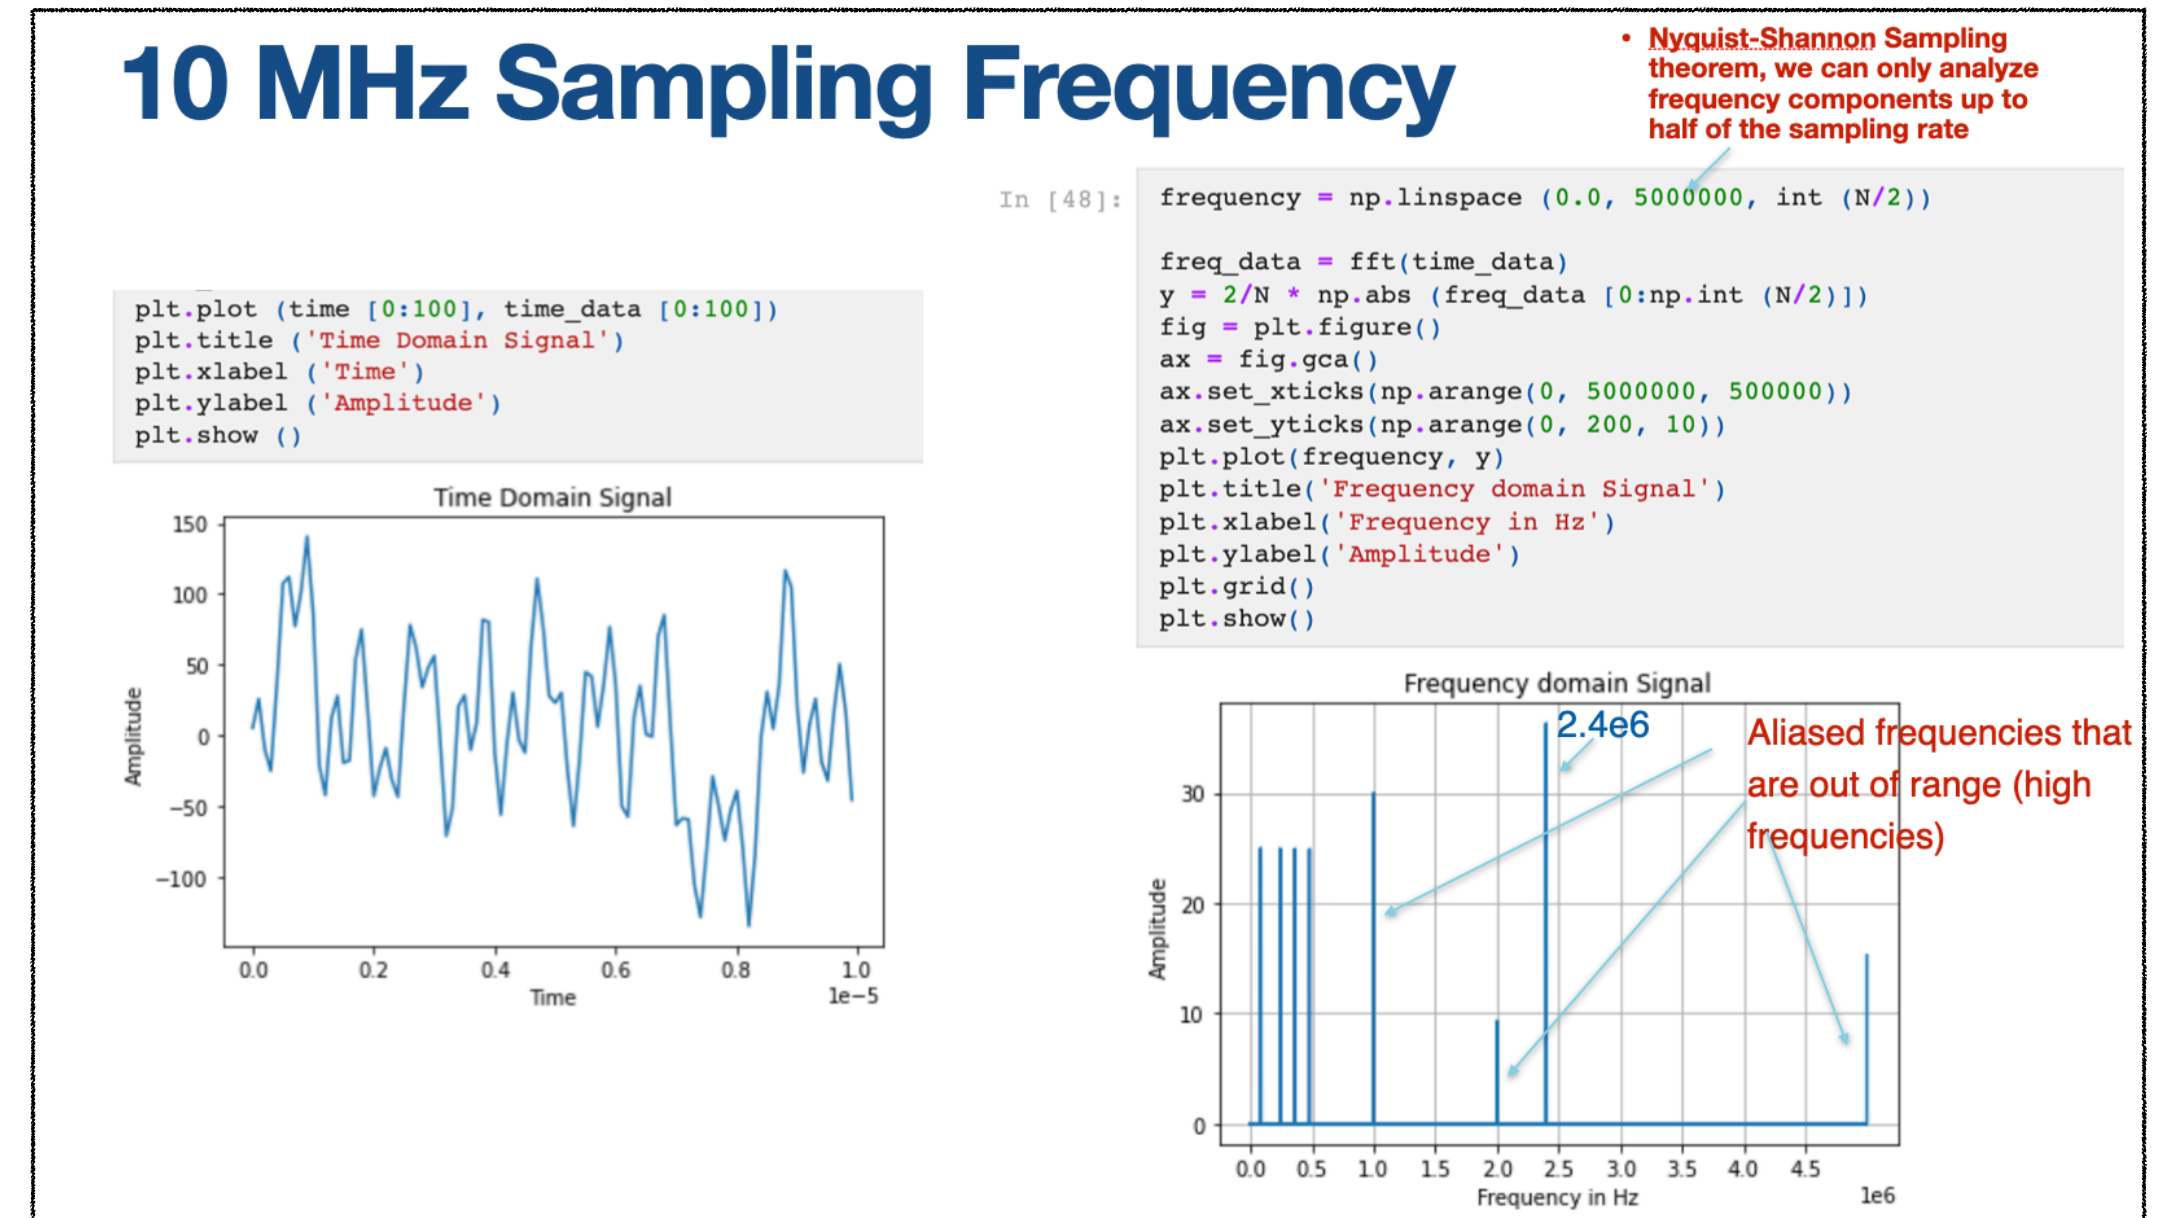 10 MHz Sampling Frequency
• Nyquist-Shannon Sampling
theorem, we can only analyze
frequency components up to
half of the sampling rate
plt.plot (time [0:100], time_data [0:100])
plt.title ('Time Domain Signal')
plt.xlabel ('Time')
plt.ylabel ('Amplitude')
plt.show ()
Time Domain Signal
150
100
50
0
−50
−100
Amplitude
0.0 0.2 0.4 0.6 0.8 1.0
Time
1e−5
In [48]:
frequency = np.linspace (0.0, 5000000, int (N/2))
freq_data = fft(time_data)
y = 2/N * np.abs (freq_data [0:np.int (N/2)])
fig = plt.figure()
ax = fig.gca()
ax.set_xticks(np.arange(0, 5000000, 500000))
ax.set_yticks(np.arange(0, 200, 10))
plt.plot(frequency, y)
plt.title('Frequency domain Signal')
plt.xlabel('Frequency in Hz')
plt.ylabel('Amplitude')
plt.grid()
plt.show()
Frequency domain Signal
2.4e6
Aliased frequencies that
are out of range (high
frequencies)
30
20
10
0
Amplitude
0.0 0.5 1.0 1.5 2.0 2.5 3.0 3.5 4.0 4.5
Frequency in Hz
1e6